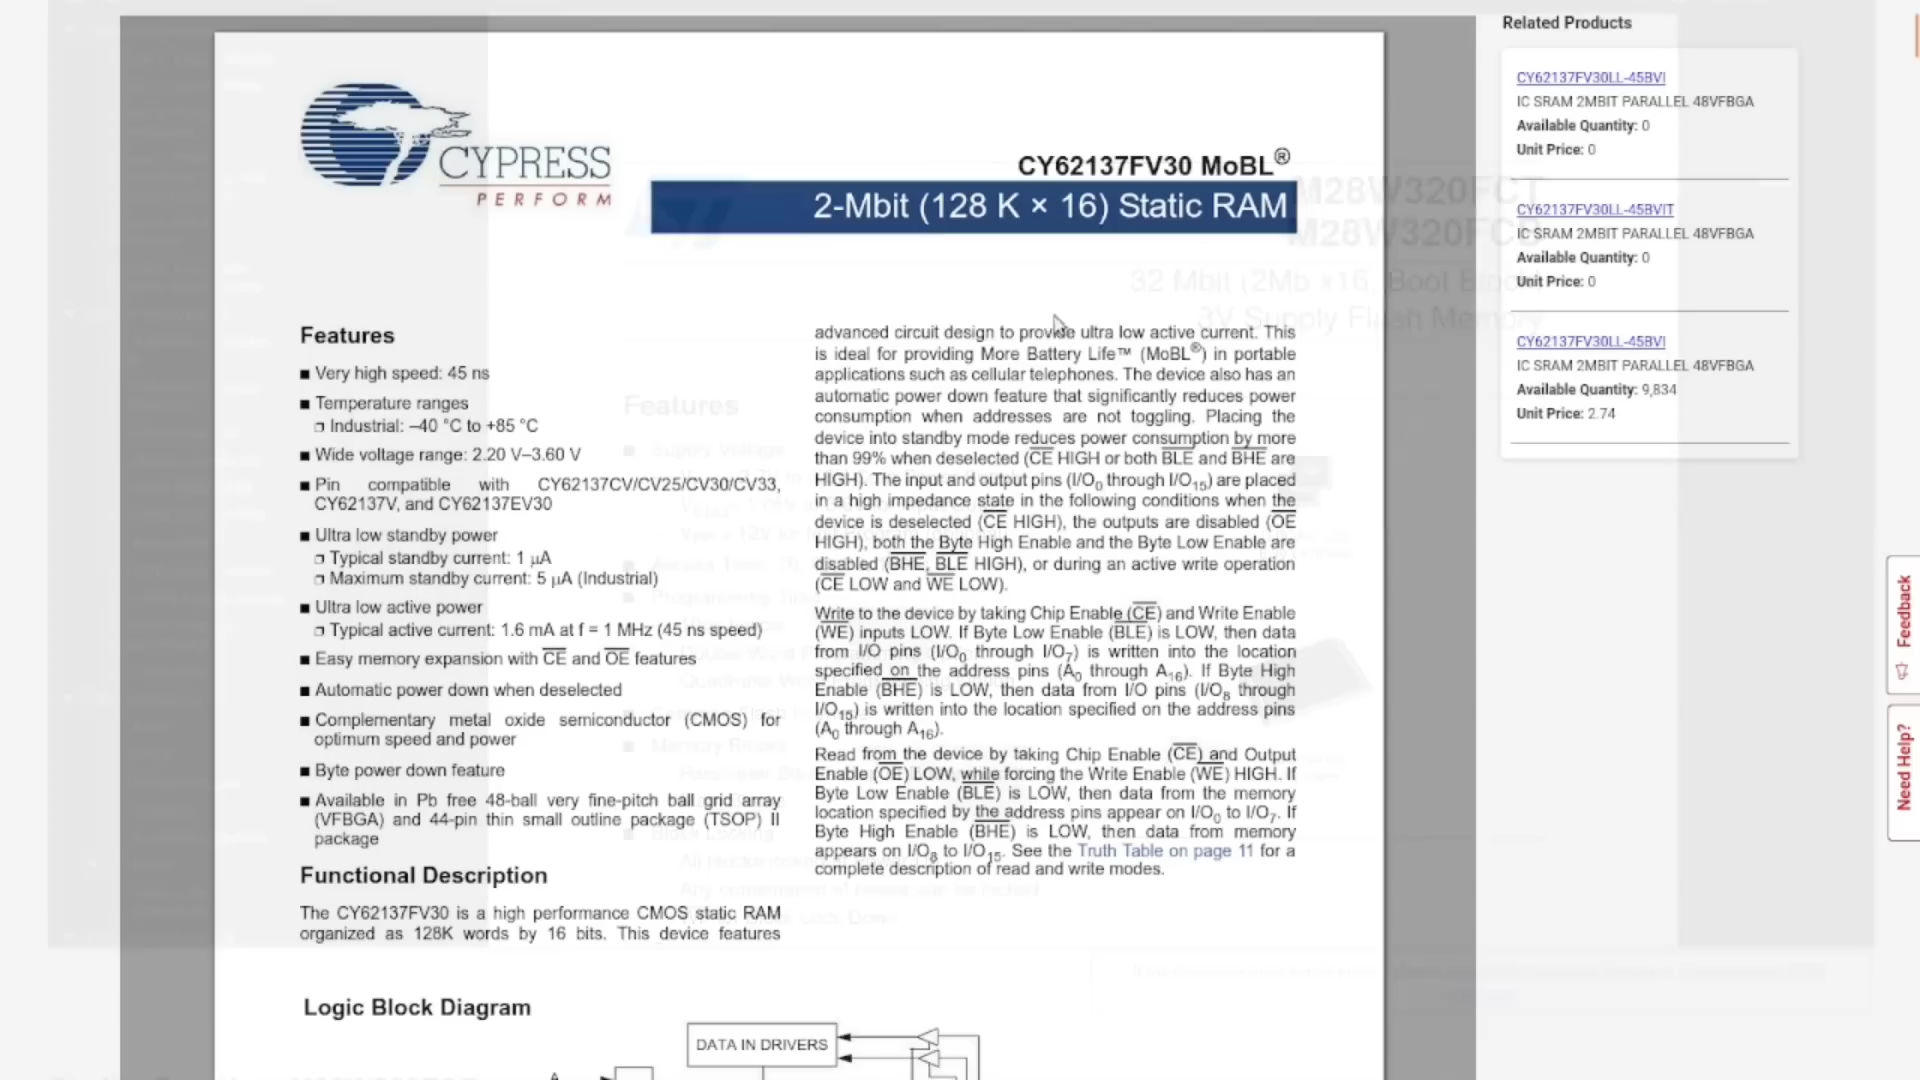 Related Products
CYPRESS
PERFORM
CY62137FV30 MoBL®
2-Mbit (128 K × 16) Static RAM
Features
■ Very high speed: 45 ns
■ Temperature ranges
❐ Industrial: –40 °C to +85 °C
■ Wide voltage range: 2.20 V–3.60 V
■ Pin compatible with CY62137CV/CV25/CV30/CV33,
CY62137V, and CY62137EV30
■ Ultra low standby power
❐ Typical standby current: 1 μA
❐ Maximum standby current: 5 μA (Industrial)
■ Ultra low active power
❐ Typical active current: 1.6 mA at f = 1 MHz (45 ns speed)
■ Easy memory expansion with CE and OE features
■ Automatic power down when deselected
■ Complementary metal oxide semiconductor (CMOS) for
optimum speed and power
■ Byte power down feature
■ Available in Pb free 48-ball very fine-pitch ball grid array
(VFBGA) and 44-pin thin small outline package (TSOP) II
package
Functional Description
The CY62137FV30 is a high performance CMOS static RAM
organized as 128K words by 16 bits. This device features
advanced circuit design to provide ultra low active current. This
is ideal for providing More Battery Life™ (MoBL®) in portable
applications such as cellular telephones. The device also has an
automatic power down feature that significantly reduces power
consumption when addresses are not toggling. Placing the
device into standby mode reduces power consumption by more
than 99% when deselected (CE HIGH or both BLE and BHE are
HIGH). The input and output pins (I/O0 through I/O15) are placed
in a high impedance state in the following conditions when the
device is deselected (CE HIGH), the outputs are disabled (OE
HIGH), both the Byte High Enable and the Byte Low Enable are
disabled (BHE, BLE HIGH), or during an active write operation
(CE LOW and WE LOW).
Write to the device by taking Chip Enable (CE) and Write Enable
(WE) inputs LOW. If Byte Low Enable (BLE) is LOW, then data
from I/O pins (I/O0 through I/O7) is written into the location
specified on the address pins (A0 through A16). If Byte High
Enable (BHE) is LOW, then data from I/O pins (I/O8 through
I/O15) is written into the location specified on the address pins
(A0 through A16).
Read from the device by taking Chip Enable (CE) and Output
Enable (OE) LOW, while forcing the Write Enable (WE) HIGH. If
Byte Low Enable (BLE) is LOW, then data from the memory
location specified by the address pins appear on I/O0 to I/O7. If
Byte High Enable (BHE) is LOW, then data from memory
appears on I/O8 to I/O15. See the Truth Table on page 11 for a
complete description of read and write modes.
Logic Block Diagram
DATA IN DRIVERS
CY62137FV30LL-45BVI
IC SRAM 2MBIT PARALLEL 48VFBGA
Available Quantity: 0
Unit Price: 0
CY62137FV30LL-45BVIT
IC SRAM 2MBIT PARALLEL 48VFBGA
Available Quantity: 0
Unit Price: 0
CY62137FV30LL-45BVI
IC SRAM 2MBIT PARALLEL 48VFBGA
Available Quantity: 9,834
Unit Price: 2.74
M28W320FCT
M28W320FCB
32 Mbit (2Mb x16, Boot Block)
3V Supply Flash Memory
Features
■ Supply Voltage
■ Memory Blocks
■ Block Locking
Feedback
Need Help?